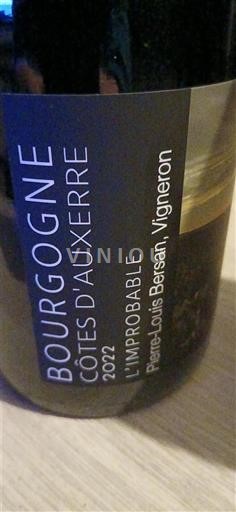 BOURGOGNE
CÔTES D'AUXERRE
2022
L'IMPROBABLE
Pierre-Louis Bersan, Vigneron
VINIOU